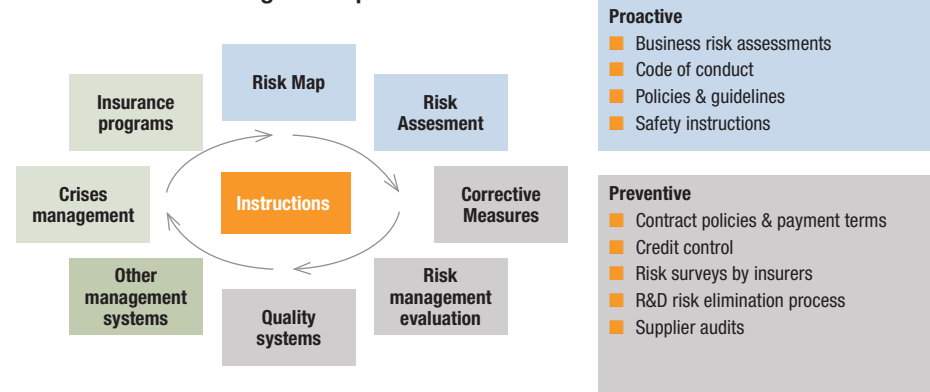 Risk Map
Risk
Assesment
Insurance
programs
Crises
management
Instructions
Corrective
Measures
Other
management
systems
Quality
systems
Risk
management
evaluation
Proactive
Business risk assessments
Code of conduct
Policies & guidelines
Safety instructions
Preventive
Contract policies & payment terms
Credit control
Risk surveys by insurers
R&D risk elimination process
Supplier audits